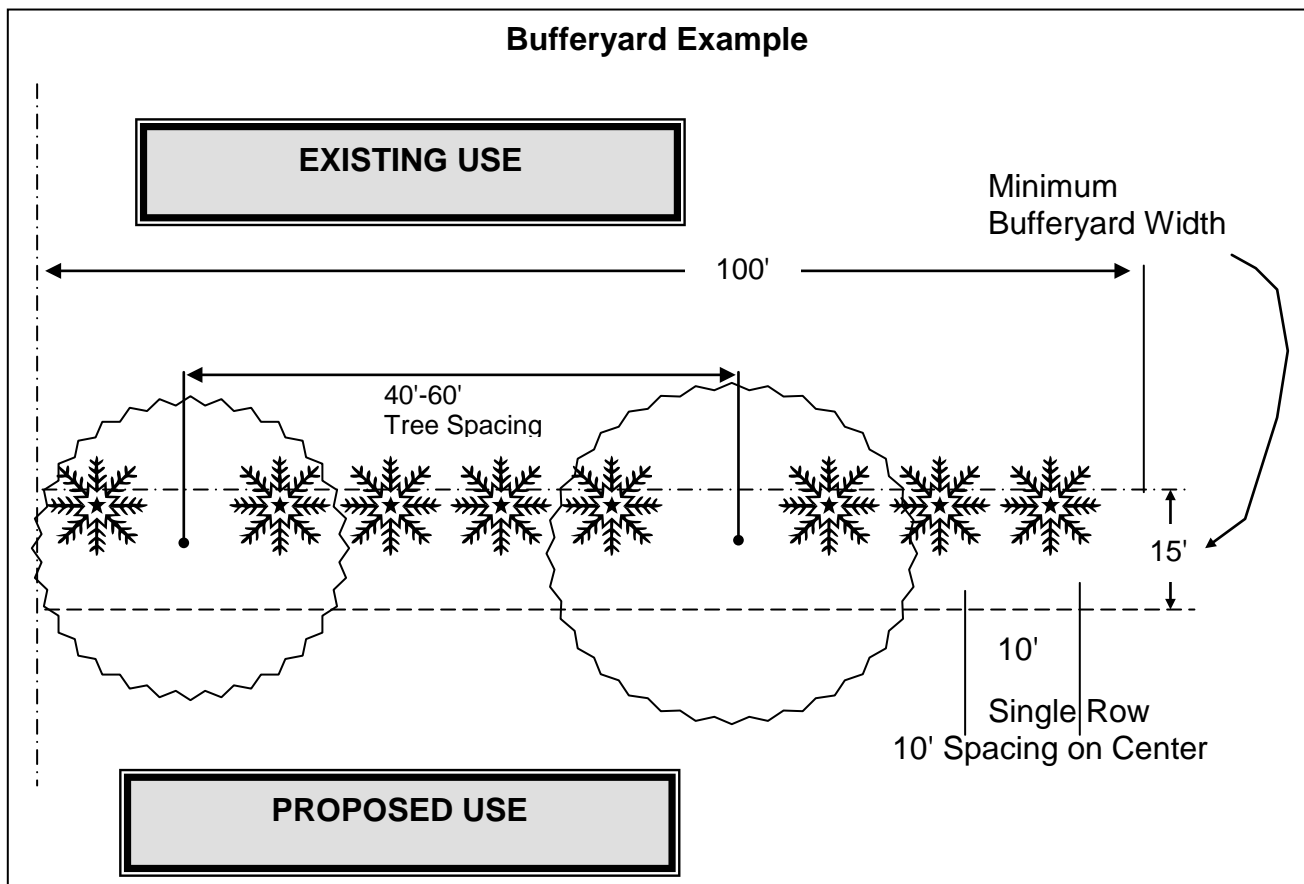 Bufferyard Example
EXISTING USE
Minimum
Bufferyard Width
100'
40'-60'
Tree Spacing
15'
10'
Single Row
10' Spacing on Center
PROPOSED USE